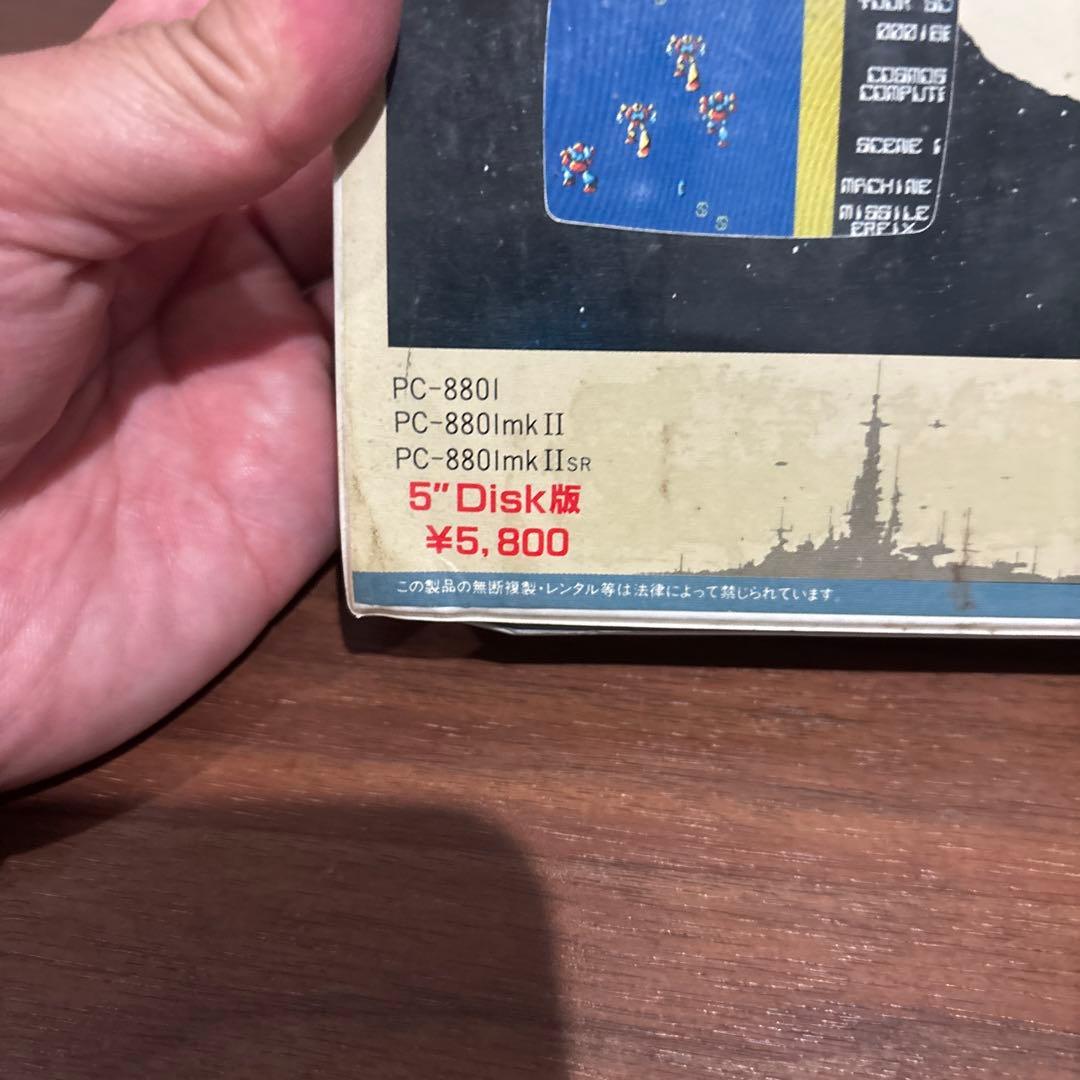 YOUR SC
COSMOS
COMPUTE
SCENE 1
MACHINE
MISSILE
PC-8801
PC-8801mkII
PC-8801mkIISR
5"Disk版
¥5,800
この製品の無断複製・レンタル等は法律によって禁じられています。